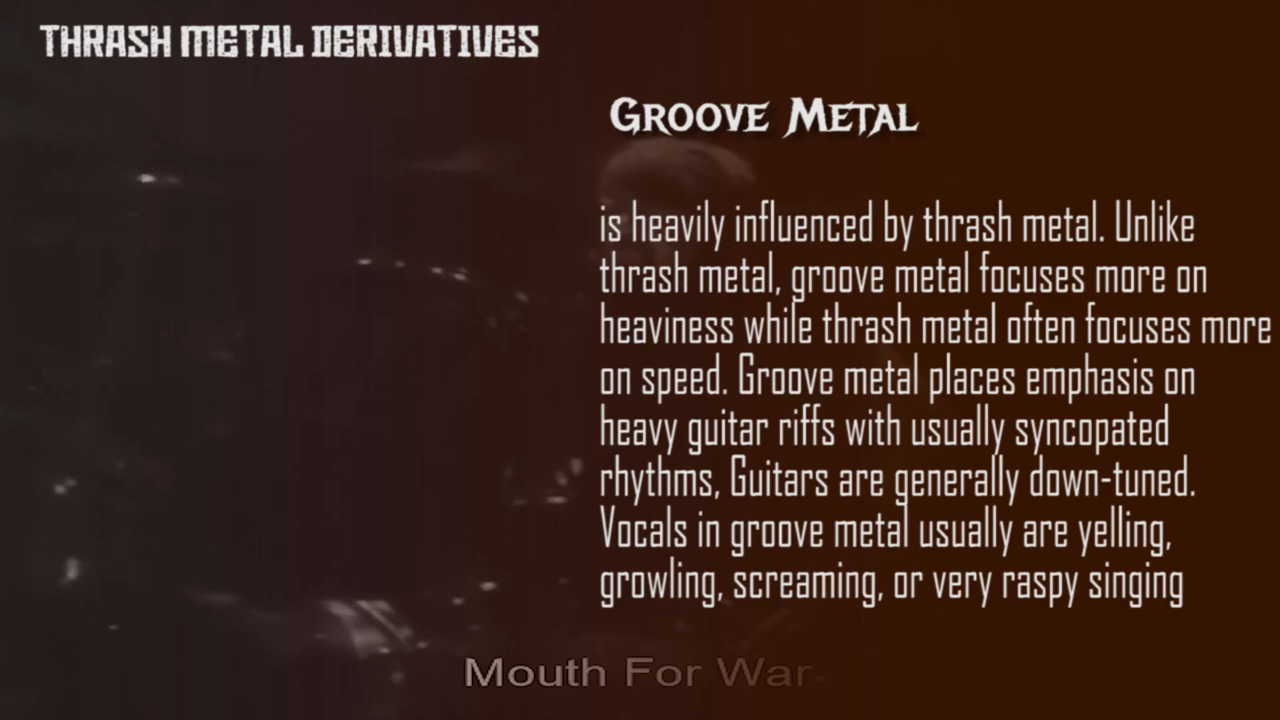 THRASH METAL DERIVATIVES
GROOVE METAL
is heavily influenced by thrash metal. Unlike
thrash metal, groove metal focuses more on
heaviness while thrash metal often focuses more
on speed. Groove metal places emphasis on
heavy guitar riffs with usually syncopated
rhythms, Guitars are generally down-tuned.
Vocals in groove metal usually are yelling,
growling, screaming, or very raspy singing
Mouth For War